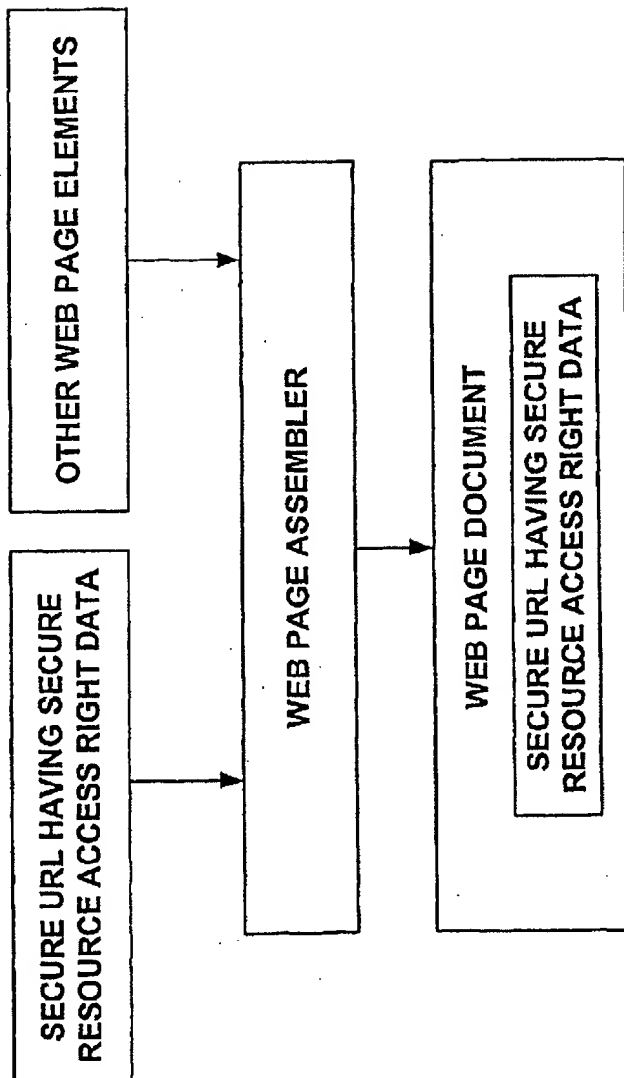 SECURE URL HAVING SECURE
RESOURCE ACCESS RIGHT DATA
OTHER WEB PAGE ELEMENTS
WEB PAGE ASSEMBLER
WEB PAGE DOCUMENT
SECURE URL HAVING SECURE
RESOURCE ACCESS RIGHT DATA